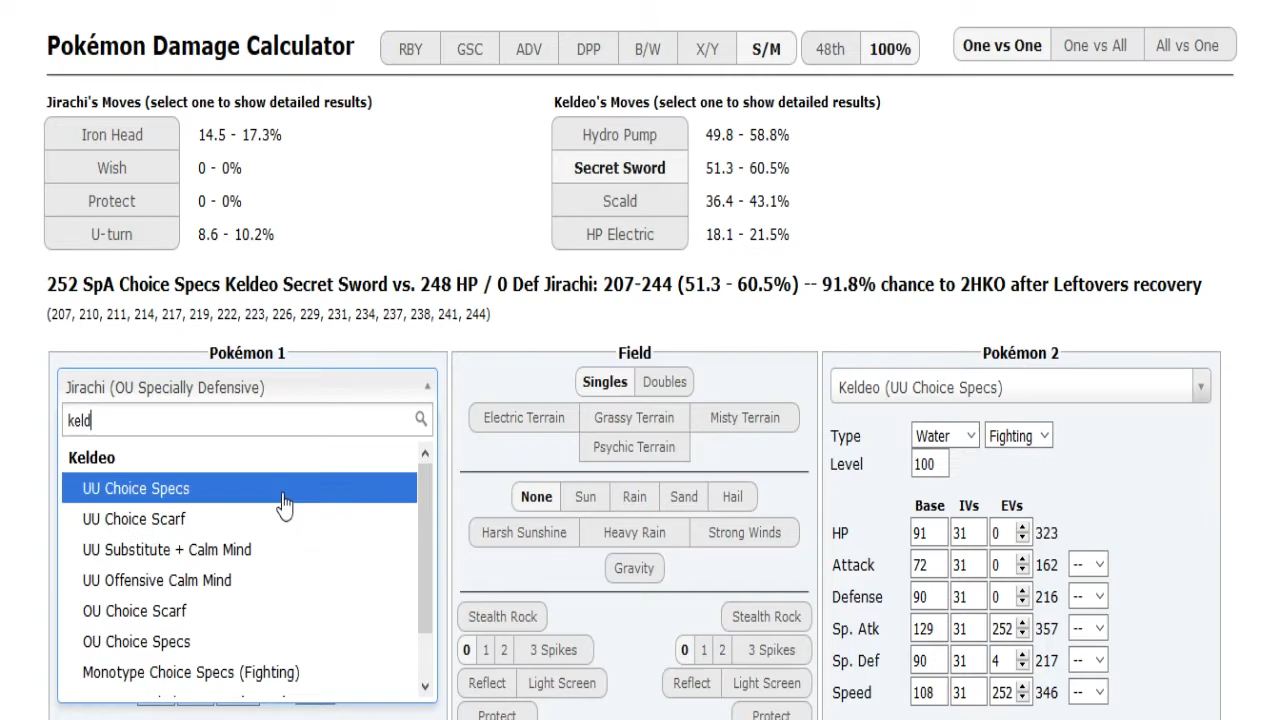 Pokémon Damage Calculator
RBY GSC ADV DPP B/W X/Y S/M 48th 100% One vs One One vs All All vs One
Jirachi's Moves (select one to show detailed results)
Iron Head 14.5 - 17.3%
Wish 0 - 0%
Protect 0 - 0%
U-turn 8.6 - 10.2%
Keldeo's Moves (select one to show detailed results)
Hydro Pump 49.8 - 58.8%
Secret Sword 51.3 - 60.5%
Scald 36.4 - 43.1%
HP Electric 18.1 - 21.5%
252 SpA Choice Specs Keldeo Secret Sword vs. 248 HP / 0 Def Jirachi: 207-244 (51.3 - 60.5%) -- 91.8% chance to 2HKO after Leftovers recovery
(207, 210, 211, 214, 217, 219, 222, 223, 226, 229, 231, 234, 237, 238, 241, 244)
Pokémon 1
Jirachi (OU Specially Defensive)
keld
Keldeo
UU Choice Specs
UU Choice Scarf
UU Substitute + Calm Mind
UU Offensive Calm Mind
OU Choice Scarf
OU Choice Specs
Monotype Choice Specs (Fighting)
Field
Singles Doubles
Electric Terrain Grassy Terrain Misty Terrain
Psychic Terrain
None Sun Rain Sand Hail
Harsh Sunshine Heavy Rain Strong Winds
Gravity
Stealth Rock Stealth Rock
0 1 2 3 Spikes 0 1 2 3 Spikes
Reflect Light Screen Reflect Light Screen
Protect Protect
Pokémon 2
Keldeo (UU Choice Specs)
Type Water Fighting
Level 100
Base IVs EVs
HP 91 31 0 323
Attack 72 31 0 162 --
Defense 90 31 0 216 --
Sp. Atk 129 31 252 357 --
Sp. Def 90 31 4 217 --
Speed 108 31 252 346 --